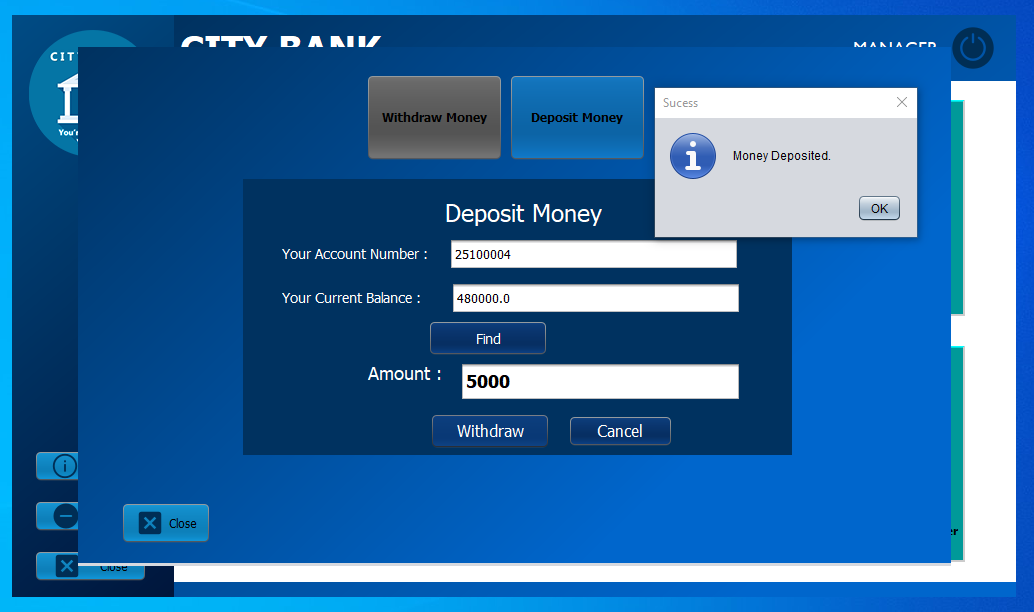 CITY BANK
MANAGER
CIT
You'r
Withdraw Money
Deposit Money
Sucess
Money Deposited.
OK
Deposit Money
Your Account Number :
25100004
Your Current Balance :
480000.0
Find
Amount :
5000
Withdraw
Cancel
Close
er
Close